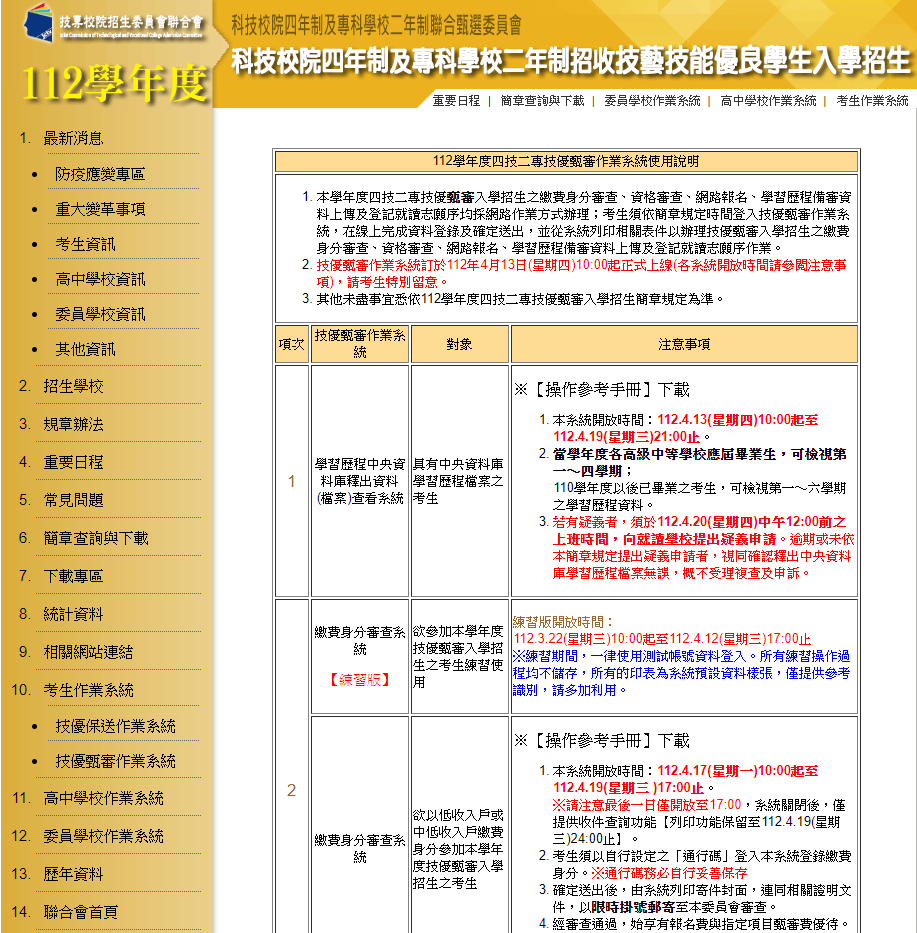 技專校院招生委員會聯合會
Joint Commission of Technological and Vocational College Admission Committee
112學年度
科技校院四年制及專科學校二年制聯合甄選委員會
科技校院四年制及專科學校二年制招收技藝技能優良學生入學招生
重要日程 | 簡章查詢與下載 | 委員學校作業系統 | 高中學校作業系統 | 考生作業系統
1. 最新消息
• 防疫應變專區
• 重大變革事項
• 考生資訊
• 高中學校資訊
• 委員學校資訊
• 其他資訊
2. 招生學校
3. 規章辦法
4. 重要日程
5. 常見問題
6. 簡章查詢與下載
7. 下載專區
8. 統計資料
9. 相關網站連結
10. 考生作業系統
• 技優保送作業系統
• 技優甄審作業系統
11. 高中學校作業系統
12. 委員學校作業系統
13. 歷年資料
14. 聯合會首頁
112學年度四技二專技優甄審作業系統使用說明
1. 本學年度四技二專技優甄審入學招生之繳費身分審查、資格審查、網路報名、學習歷程備審資
料上傳及登記就讀志願序均採網路作業方式辦理；考生須依簡章規定時間登入技優甄審作業系
統，在線上完成資料登錄及確定送出，並從系統列印相關表件以辦理技優甄審入學招生之繳費
身分審查、資格審查、網路報名、學習歷程備審資料上傳及登記就讀志願序作業。
2. 技優甄審作業系統訂於112年4月13日(星期四)10:00起正式上線(各系統開放時間請參閱注意事
項)，請考生特別留意。
3. 其他未盡事宜悉依112學年度四技二專技優甄審入學招生簡章規定為準。
項次
技優甄審作業系
統
對象
注意事項
1
學習歷程中央資
料庫釋出資料
(檔案)查看系統
具有中央資料庫
學習歷程檔案之
考生
※【操作參考手冊】下載
1. 本系統開放時間：112.4.13(星期四)10:00起至
112.4.19(星期三)21:00止。
2. 當學年度各高級中等學校應屆畢業生，可檢視第
一～四學期；
110學年度以後已畢業之考生，可檢視第一～六學期
之學習歷程資料。
3. 若有疑義者，須於112.4.20(星期四)中午12:00前之
上班時間，向就讀學校提出疑義申請。逾期或未依
本簡章規定提出疑義申請者，視同確認釋出中央資料
庫學習歷程檔案無誤，概不受理複查及申訴。
2
繳費身分審查系
統
【練習版】
欲參加本學年度
技優甄審入學招
生之考生練習使
用
練習版開放時間：
112.3.22(星期三)10:00起至112.4.12(星期三)17:00止
※練習期間，一律使用測試帳號資料登入。所有練習操作過
程均不儲存，所有的印表為系統預設資料樣張，僅提供參考
識別，請多加利用。
繳費身分審查系
統
欲以低收入戶或
中低收入戶繳費
身分參加本學年
度技優甄審入學
招生之考生
※【操作參考手冊】下載
1. 本系統開放時間：112.4.17(星期一)10:00起至
112.4.19(星期三 )17:00止。
※請注意最後一日僅開放至17:00，系統關閉後，僅
提供收件查詢功能【列印功能保留至112.4.19(星期
三)24:00止】。
2. 考生須以自行設定之「通行碼」登入本系統登錄繳費
身分。※通行碼務必自行妥善保存
3. 確定送出後，由系統列印寄件封面，連同相關證明文
件，以限時掛號郵寄至本委員會審查。
4. 經審查通過，始享有報名費與指定項目甄審費優待。